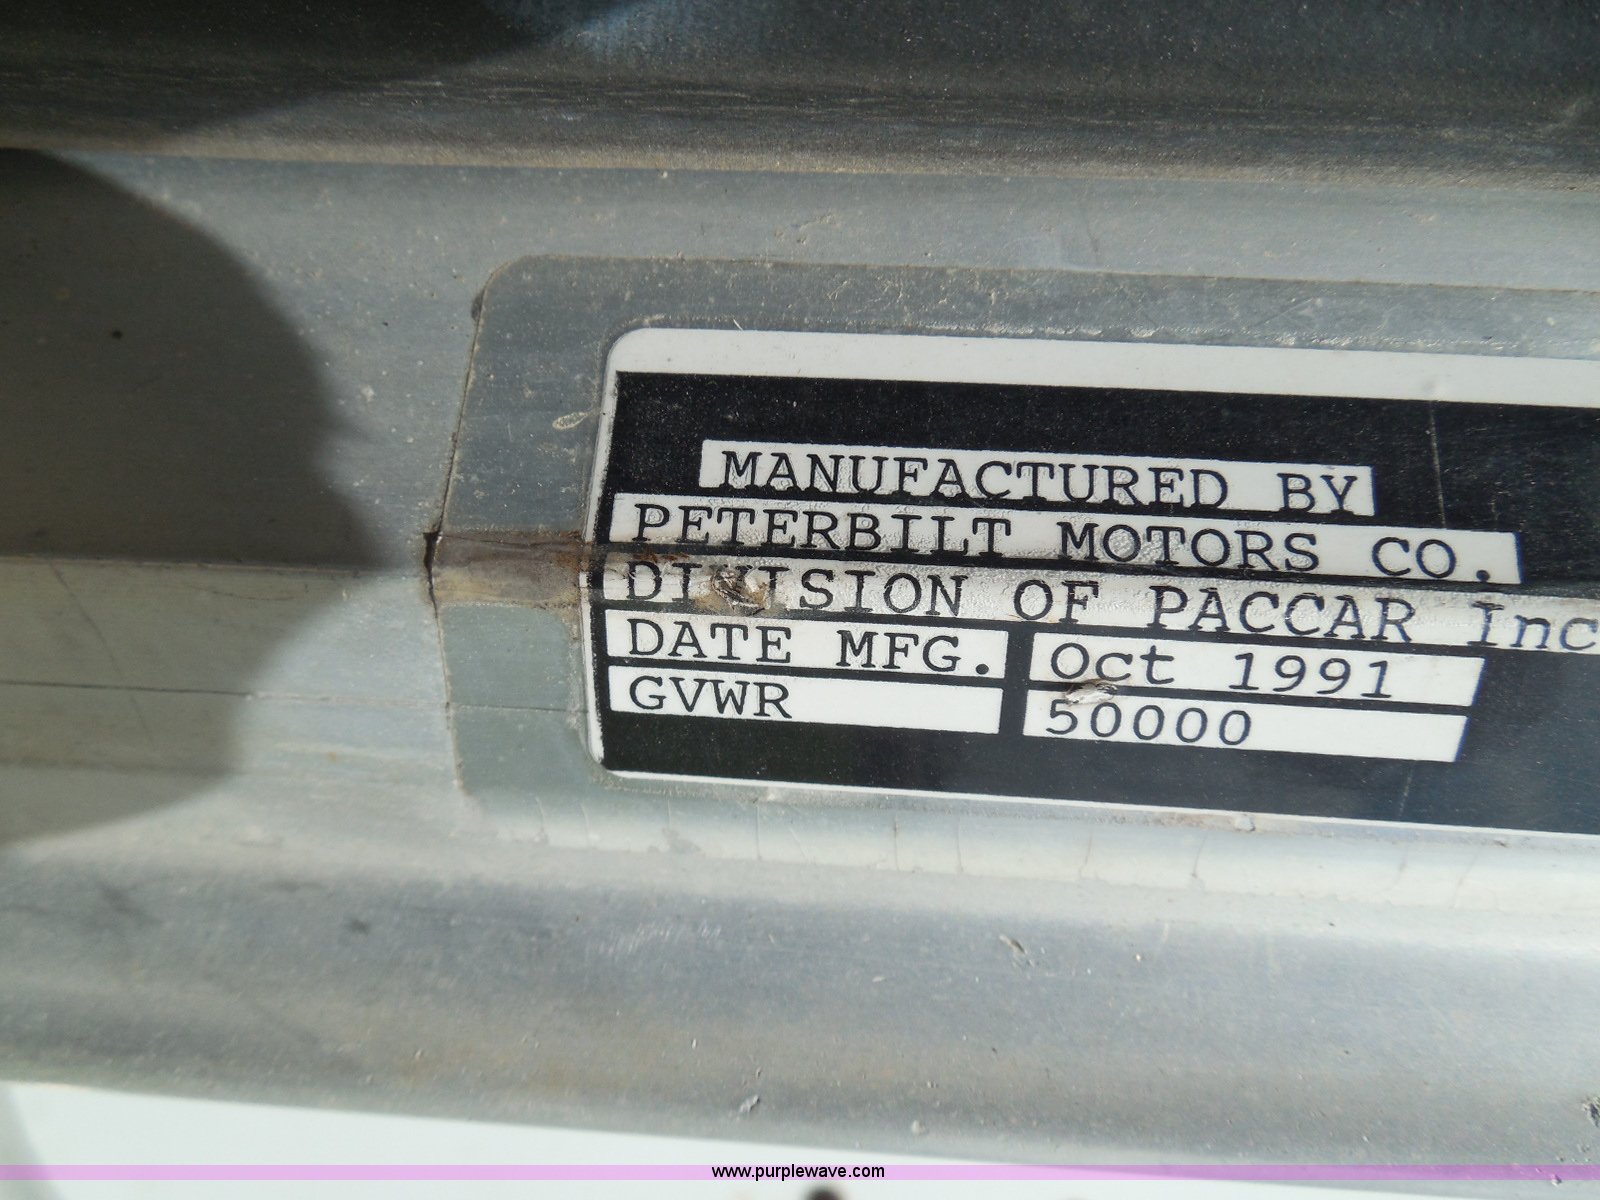 MANUFACTURED BY
PETERBILT MOTORS CO.
DIVISION OF PACCAR Inc
DATE MFG. Oct 1991
GVWR 50000
www.purplewave.com